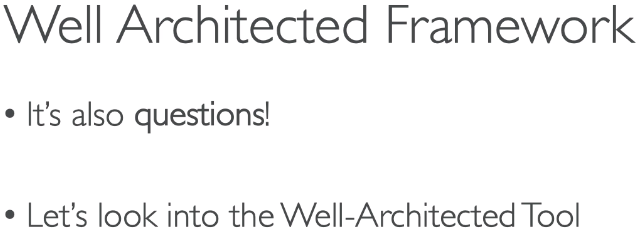 Well Architected Framework
• It’s also questions!
• Let’s look into the Well-Architected Tool